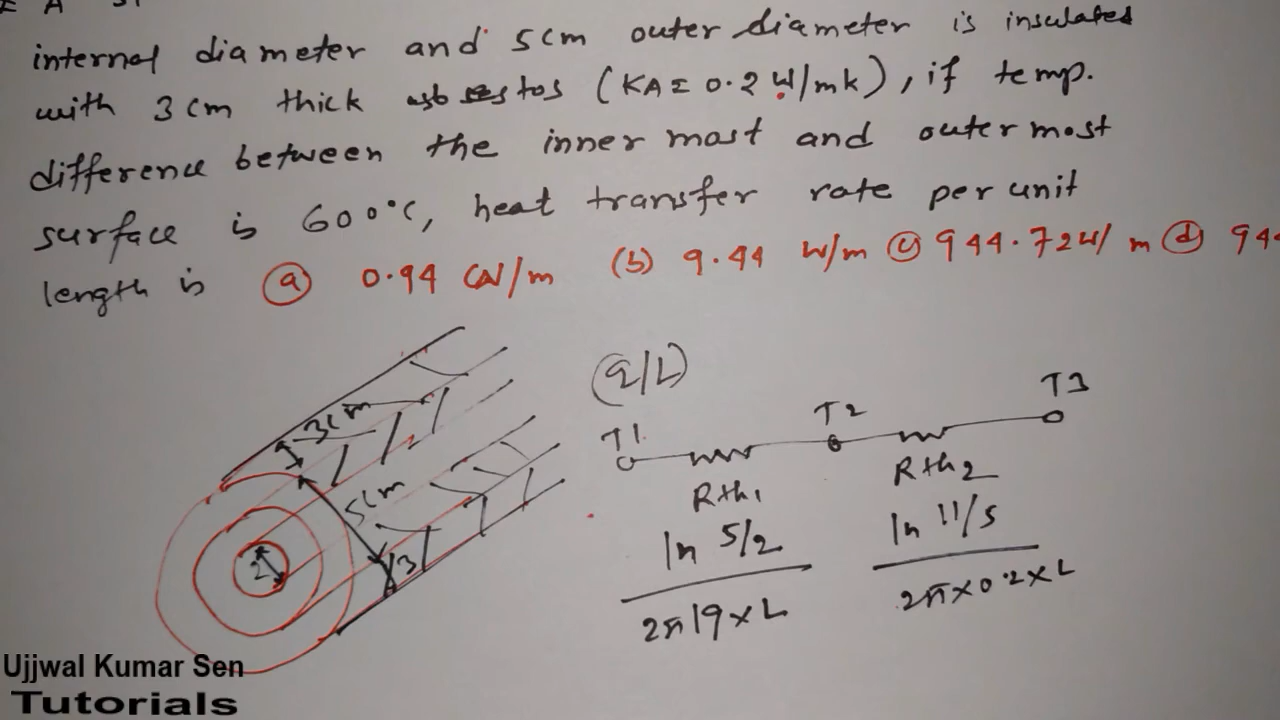 internal diameter and 5cm outer diameter is insulated
with 3cm thick asbestos (KA = 0.2 W/mk), if temp.
difference between the inner most and outer most
surface is 600°C, heat transfer rate per unit
length is (a) 0.94 W/m (b) 9.44 W/m (c) 944.72W/m (d) 944
3cm
5cm
2
3
(q/L)
T1 T2 T3
Rth1 Rth2
ln 5/2 ln 11/5
2π19×L 2π×0.2×L
Ujjwal Kumar Sen
Tutorials